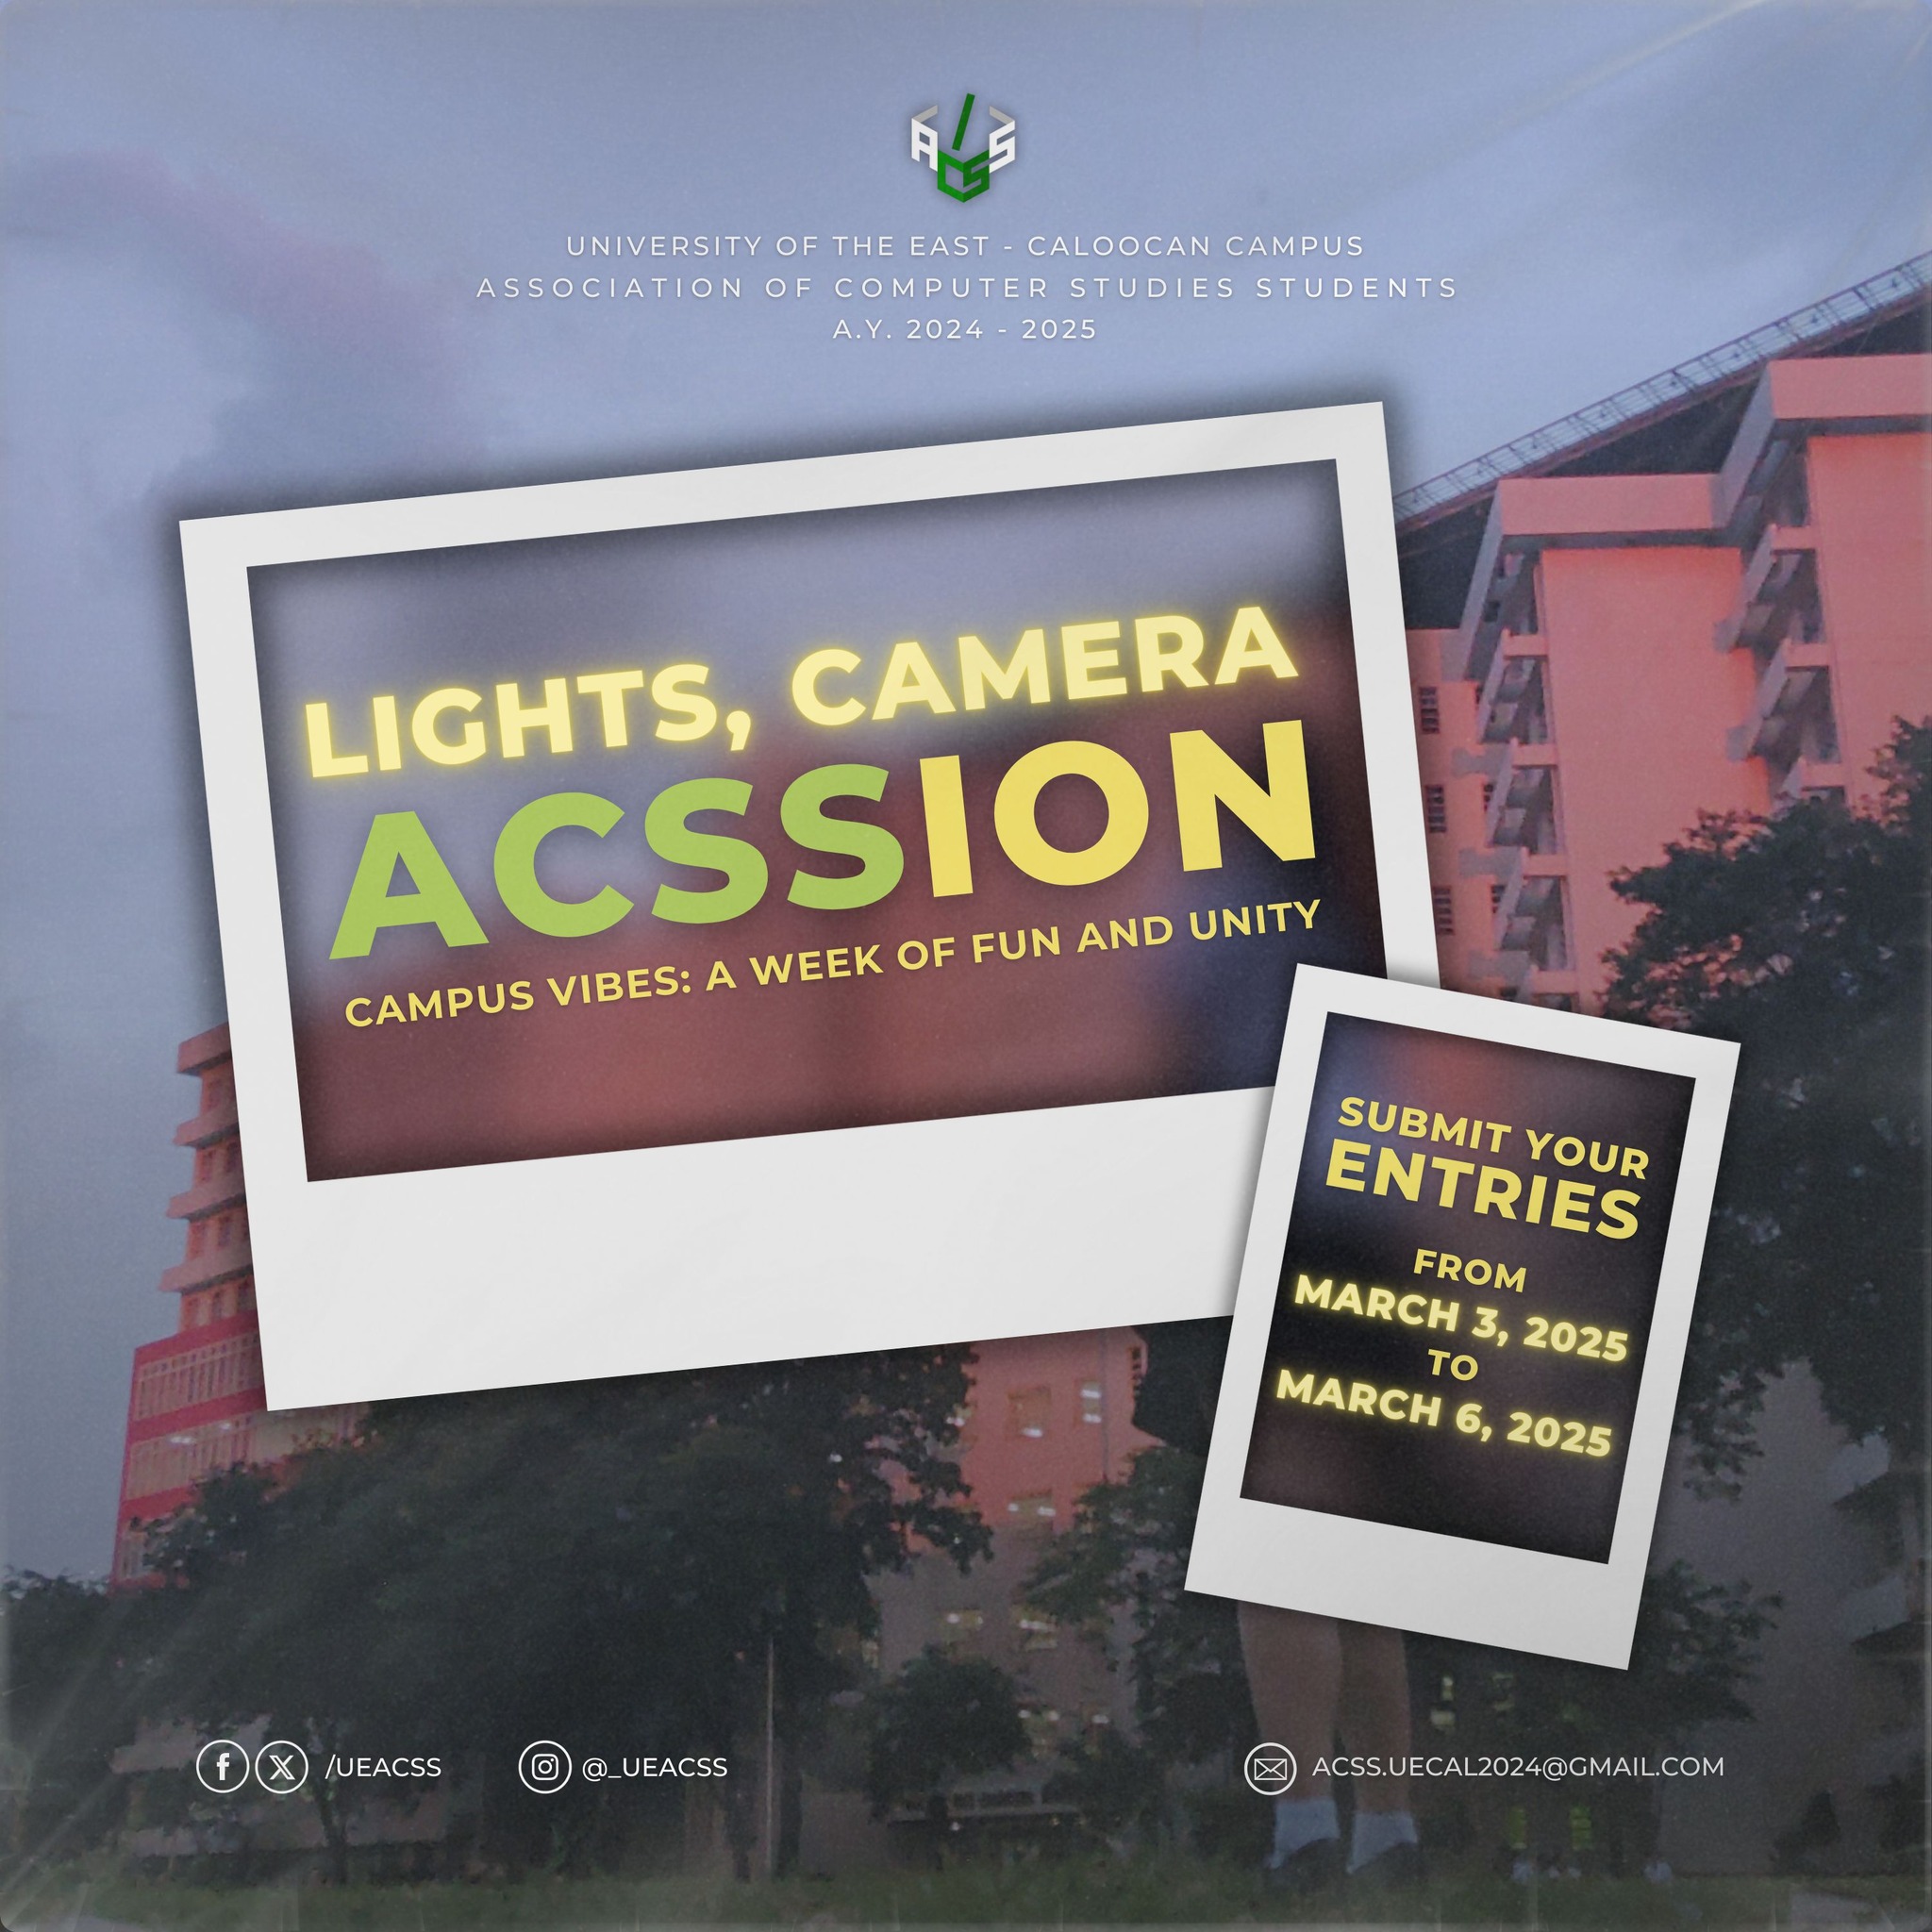 ACSS
UNIVERSITY OF THE EAST - CALOOCAN CAMPUS
ASSOCIATION OF COMPUTER STUDIES STUDENTS
A.Y. 2024 - 2025
LIGHTS, CAMERA
ACSSION
CAMPUS VIBES: A WEEK OF FUN AND UNITY
SUBMIT YOUR
ENTRIES
FROM
MARCH 3, 2025
TO
MARCH 6, 2025
/UEACSS
@_UEACSS
ACSS.UECAL2024@GMAIL.COM